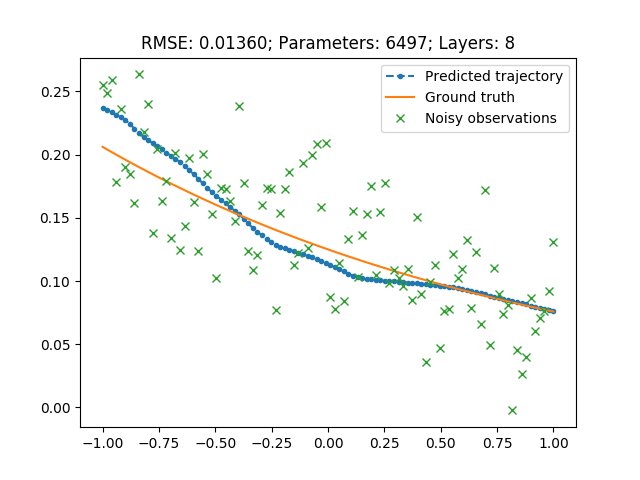 RMSE: 0.01360; Parameters: 6497; Layers: 8
Predicted trajectory
Ground truth
Noisy observations
0.25
0.20
0.15
0.10
0.05
0.00
−1.00 −0.75 −0.50 −0.25 0.00 0.25 0.50 0.75 1.00